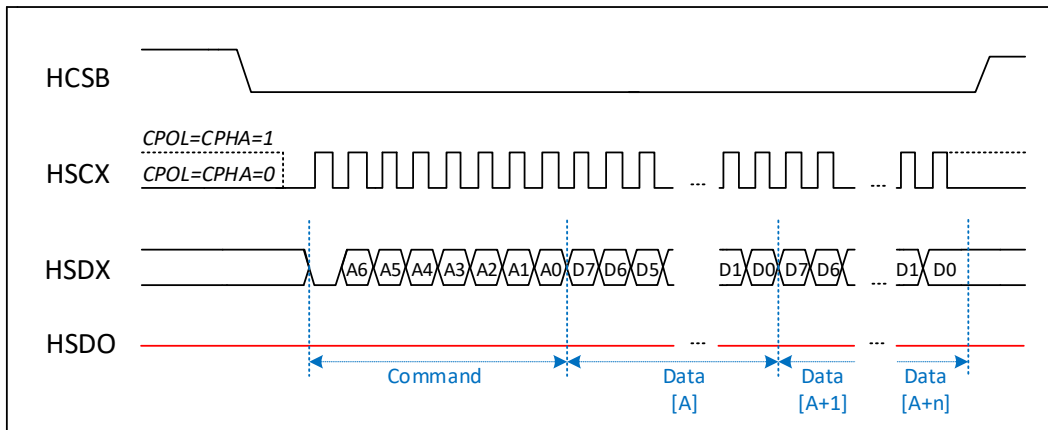 HCSB
CPOL=CPHA=1
HSCX
CPOL=CPHA=0
... ...
HSDX
A6 A5 A4 A3 A2 A1 A0 D7 D6 D5 ... D1 D0 D7 D6 ... D1 D0
HSDO
... ...
Command Data Data Data
[A] [A+1] [A+n]